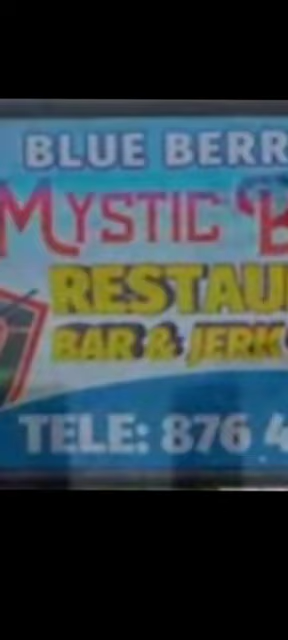 BLUE BERR
MYSTIC B
RESTAU
BAR & JERK
TELE: 876 4